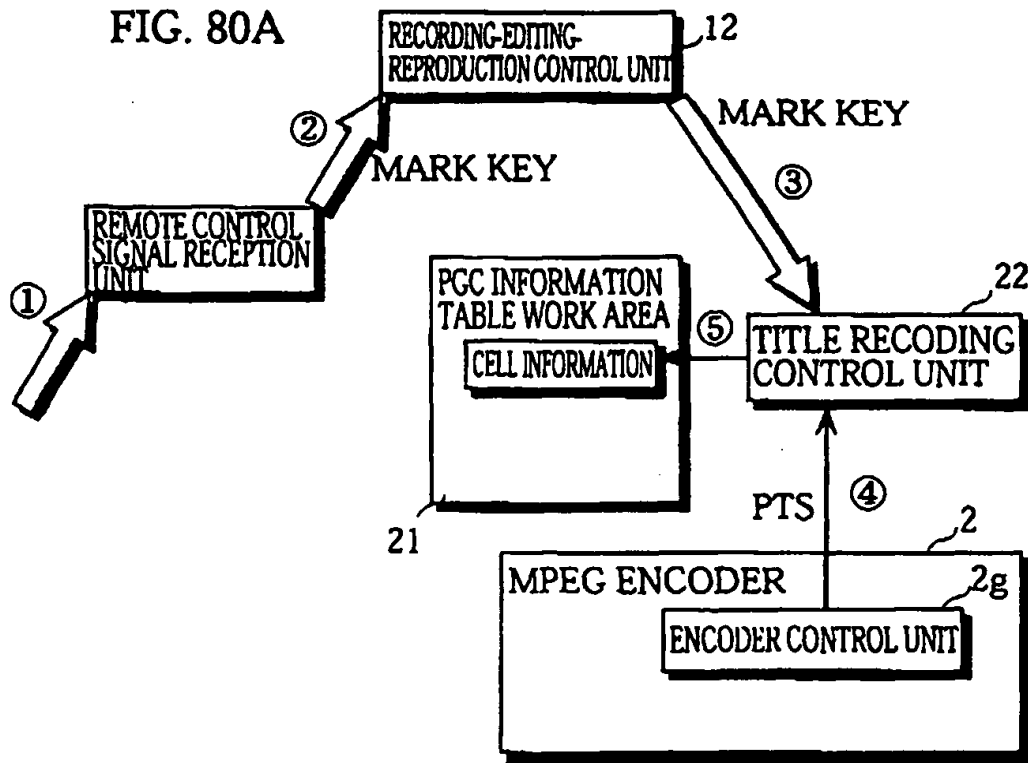 FIG. 80A
RECORDING-EDITING-
REPRODUCTION CONTROL UNIT
12
②
MARK KEY
MARK KEY
③
REMOTE CONTROL
SIGNAL RECEPTION
UNIT
①
PGC INFORMATION
TABLE WORK AREA
CELL INFORMATION
21
⑤
22
TITLE RECODING
CONTROL UNIT
PTS
④
2
MPEG ENCODER
2g
ENCODER CONTROL UNIT